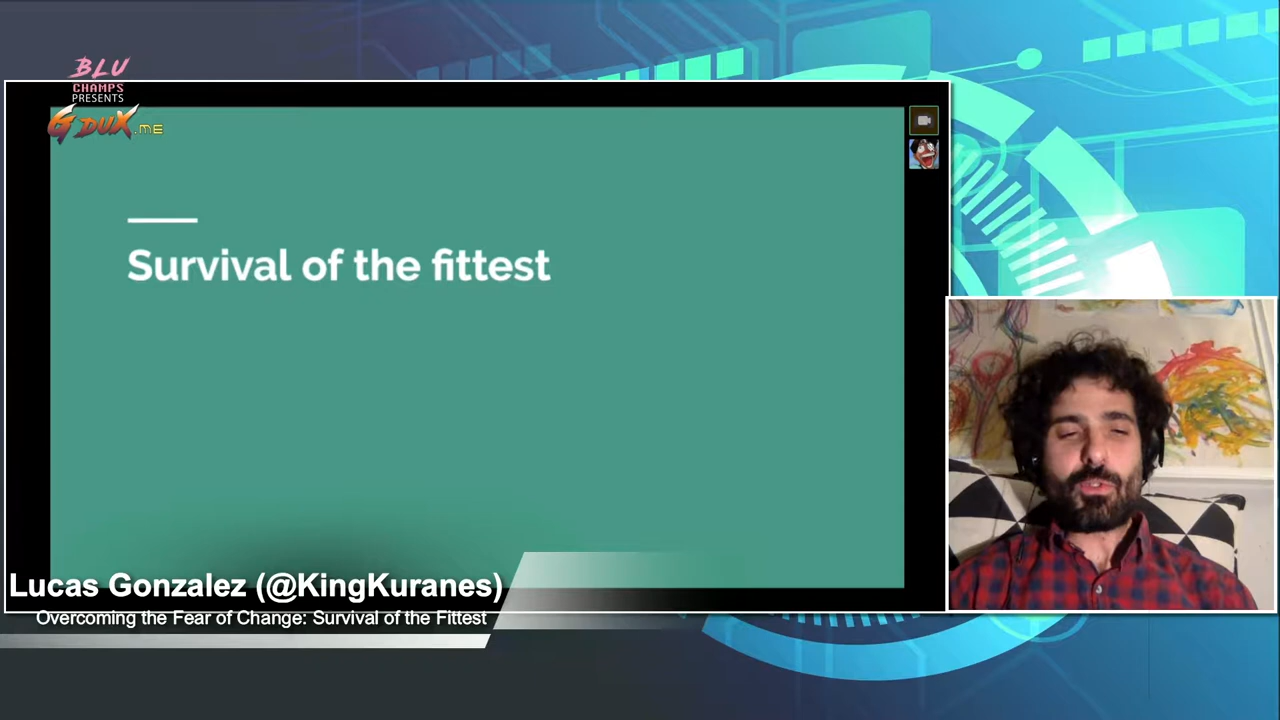 BLU
CHAMPS
PRESENTS
G DUX.ME
Survival of the fittest
Lucas Gonzalez (@KingKuranes)
Overcoming the Fear of Change: Survival of the Fittest